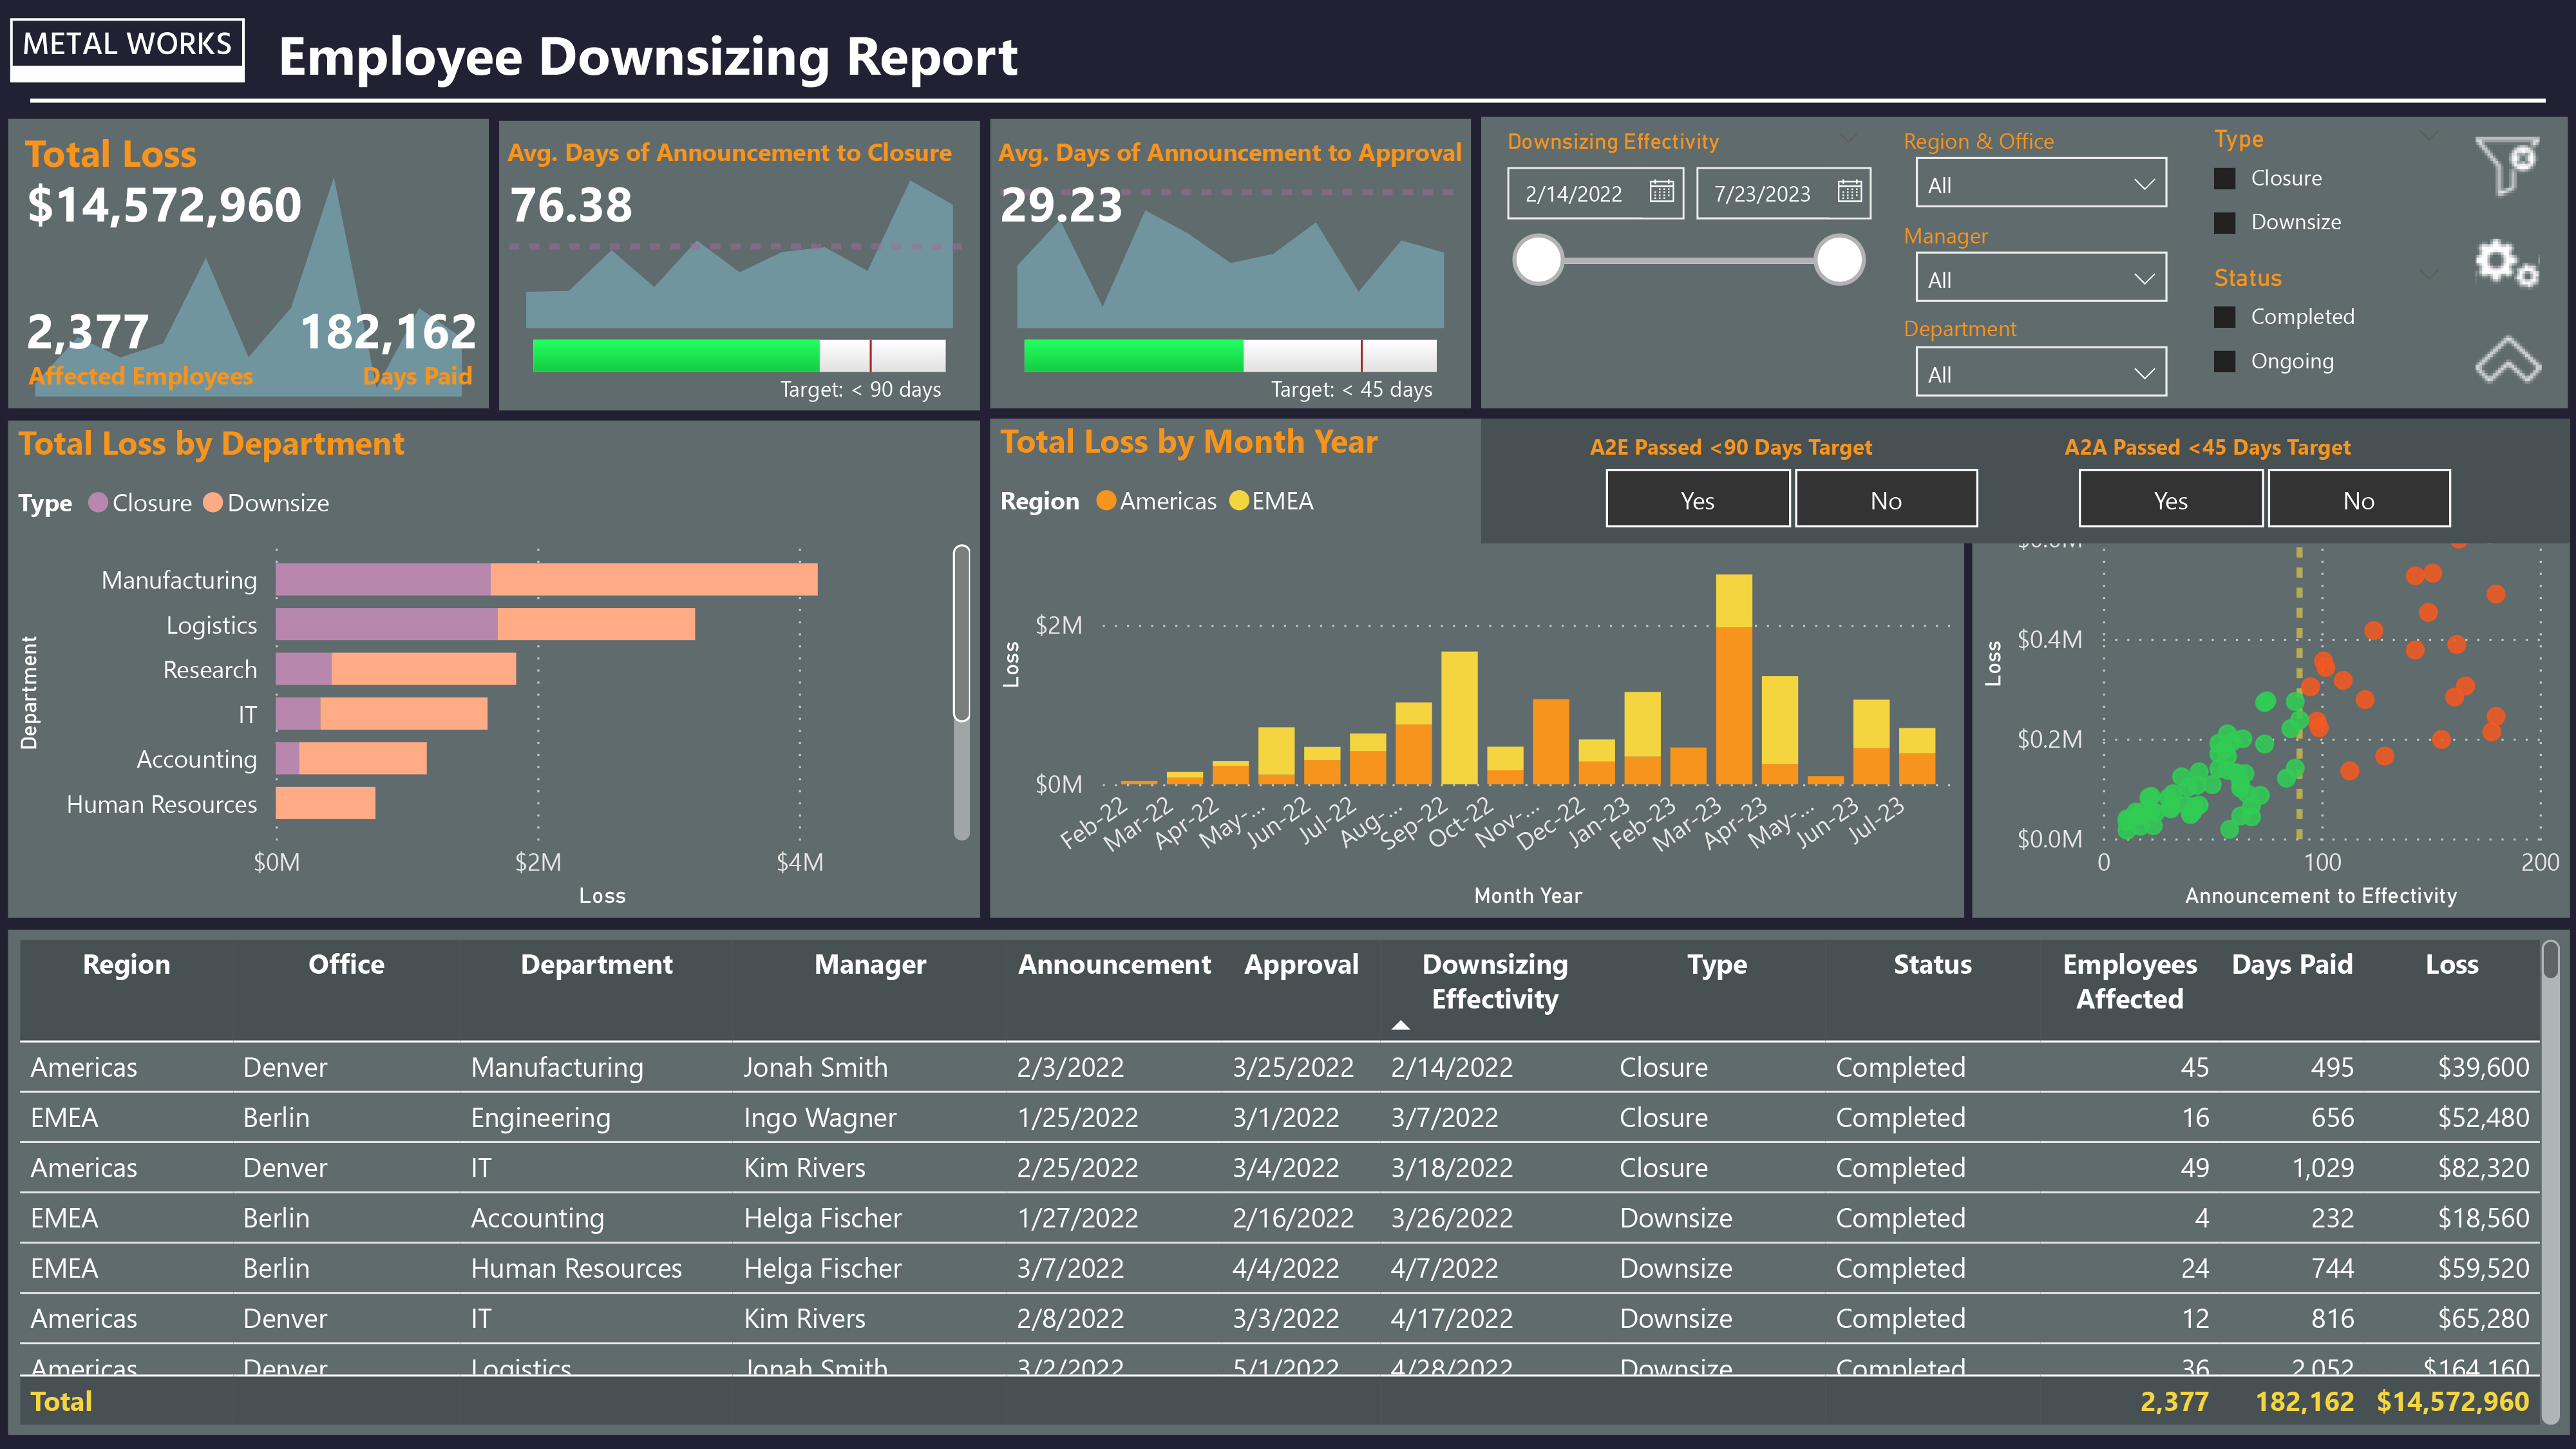 METAL WORKS
Employee Downsizing Report
Total Loss
$14,572,960
2,377
182,162
Affected Employees
Days Paid
Avg. Days of Announcement to Closure
76.38
Target: < 90 days
Avg. Days of Announcement to Approval
29.23
Target: < 45 days
Downsizing Effectivity
2/14/2022
7/23/2023
Region & Office
All
Manager
All
Department
All
Type
Closure
Downsize
Status
Completed
Ongoing
Total Loss by Department
Type Closure Downsize
Department
Manufacturing
Logistics
Research
IT
Accounting
Human Resources
$0M $2M $4M
Loss
Total Loss by Month Year
Region Americas EMEA
Loss
$2M
$0M
Feb-22 Mar-22 Apr-22 May-... Jun-22 Jul-22 Aug-... Sep-22 Oct-22 Nov-... Dec-22 Jan-23 Feb-23 Mar-23 Apr-23 May-... Jun-23 Jul-23
Month Year
A2E Passed <90 Days Target
Yes No
A2A Passed <45 Days Target
Yes No
Loss
$0.4M
$0.2M
$0.0M
0 100 200
Announcement to Effectivity
Region Office Department Manager Announcement Approval Downsizing Effectivity Type Status Employees Affected Days Paid Loss
Americas Denver Manufacturing Jonah Smith 2/3/2022 3/25/2022 2/14/2022 Closure Completed 45 495 $39,600
EMEA Berlin Engineering Ingo Wagner 1/25/2022 3/1/2022 3/7/2022 Closure Completed 16 656 $52,480
Americas Denver IT Kim Rivers 2/25/2022 3/4/2022 3/18/2022 Closure Completed 49 1,029 $82,320
EMEA Berlin Accounting Helga Fischer 1/27/2022 2/16/2022 3/26/2022 Downsize Completed 4 232 $18,560
EMEA Berlin Human Resources Helga Fischer 3/7/2022 4/4/2022 4/7/2022 Downsize Completed 24 744 $59,520
Americas Denver IT Kim Rivers 2/8/2022 3/3/2022 4/17/2022 Downsize Completed 12 816 $65,280
Americas Denver Logistics Jonah Smith 3/2/2022 5/1/2022 4/28/2022 Downsize Completed 36 2,052 $164,160
Total 2,377 182,162 $14,572,960